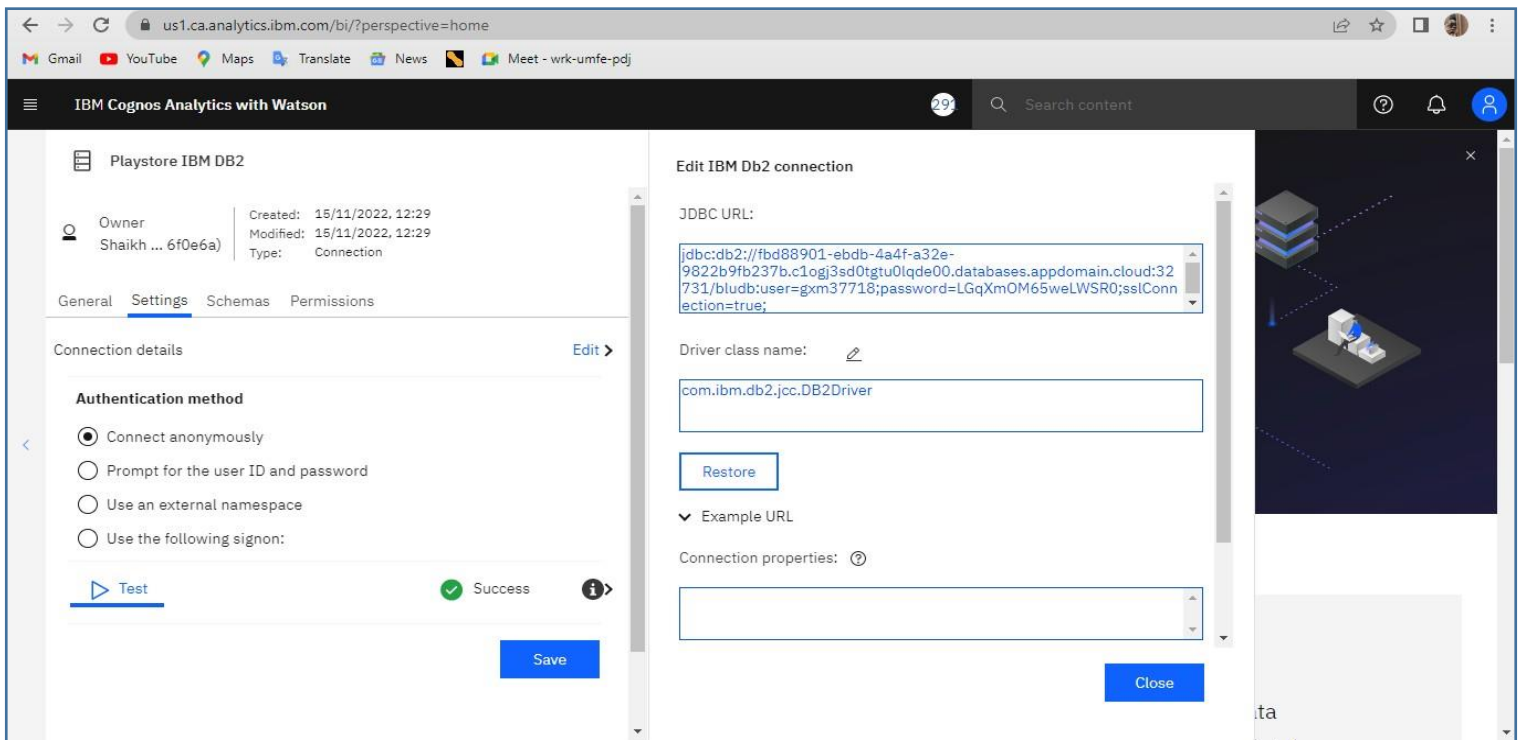 us1.ca.analytics.ibm.com/bi/?perspective=home
Gmail YouTube Maps Translate News Meet - wrk-umfe-pdj
IBM Cognos Analytics with Watson
291
Search content
Playstore IBM DB2
Owner
Shaikh ... 6f0e6a)
Created: 15/11/2022, 12:29
Modified: 15/11/2022, 12:29
Type: Connection
General Settings Schemas Permissions
Connection details
Edit
Authentication method
Connect anonymously
Prompt for the user ID and password
Use an external namespace
Use the following signon:
Test
Success
Save
Edit IBM Db2 connection
JDBC URL:
jdbc:db2://fbd88901-ebdb-4a4f-a32e-
9822b9fb237b.c1ogj3sd0tgtu0lqde00.databases.appdomain.cloud:32
731/bludb:user=gxm37718;password=LGqXmOM65weLWSR0;sslConn
ection=true;
Driver class name:
com.ibm.db2.jcc.DB2Driver
Restore
Example URL
Connection properties:
Close
ta